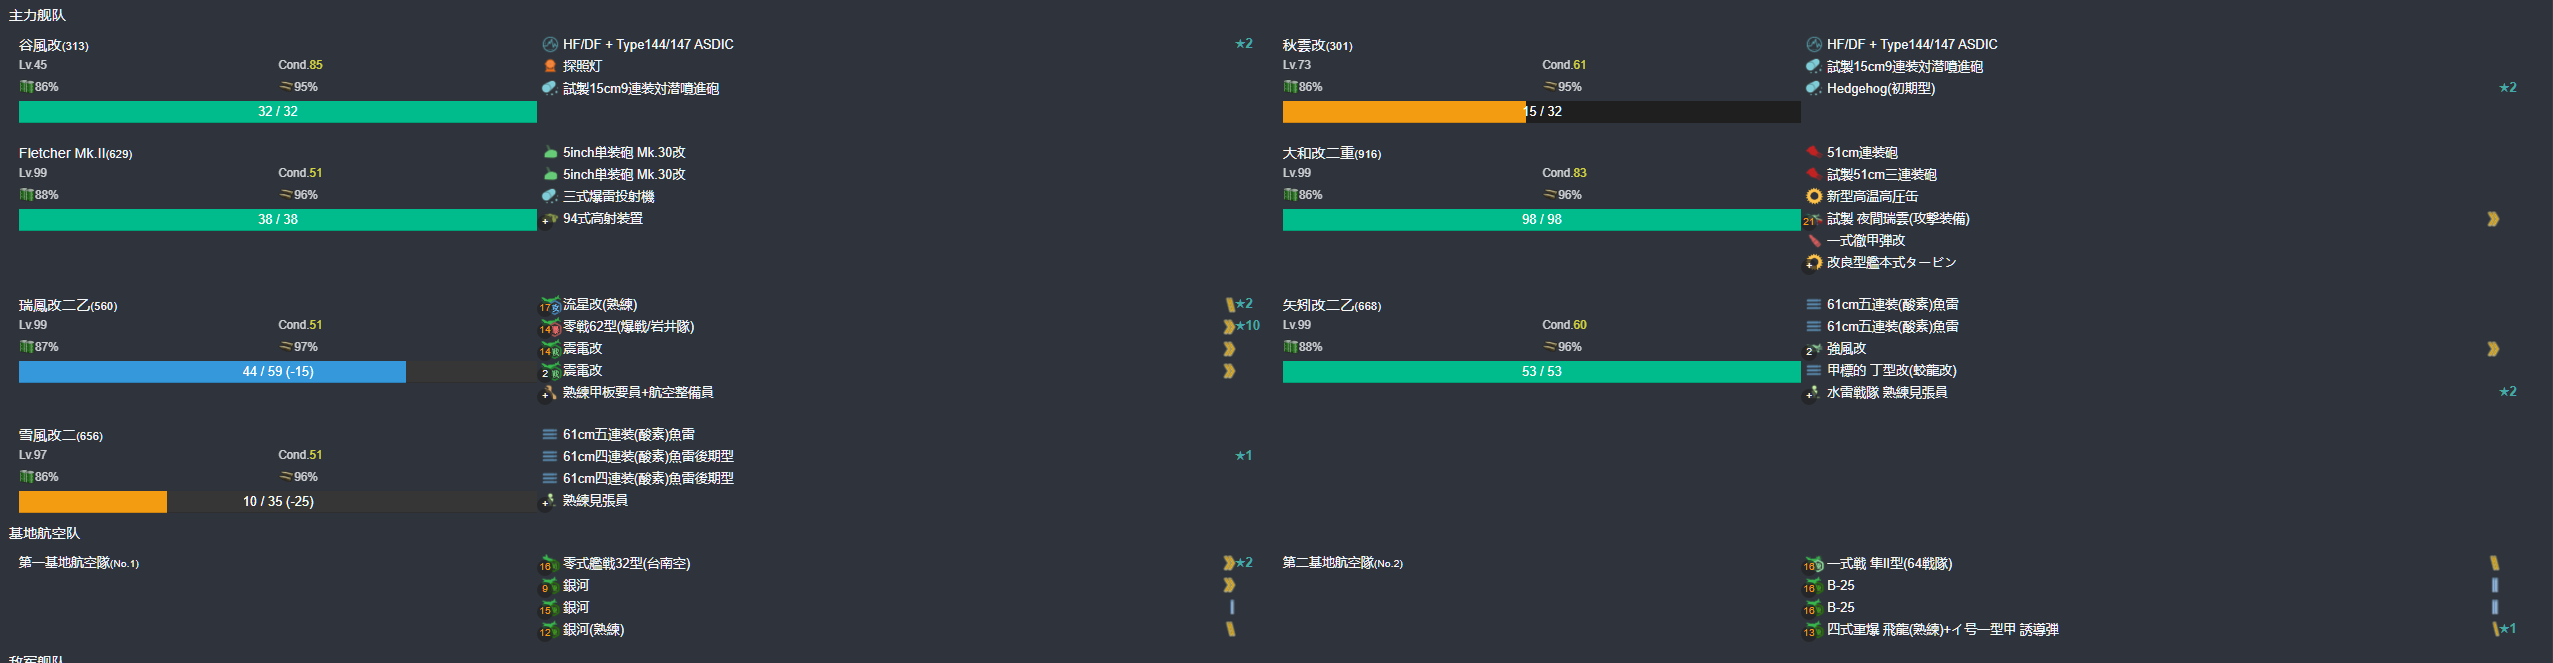 主力舰队
谷風改(313)
Lv.45 Cond.85
86% 95%
32 / 32
HF/DF + Type144/147 ASDIC ★2
探照灯
試製15cm9連装対潜噴進砲
秋雲改(301)
Lv.73 Cond.61
86% 95%
15 / 32
HF/DF + Type144/147 ASDIC
試製15cm9連装対潜噴進砲
Hedgehog(初期型) ★2
Fletcher Mk.II(629)
Lv.99 Cond.51
88% 96%
38 / 38
5inch単装砲 Mk.30改
5inch単装砲 Mk.30改
三式爆雷投射機
+ 94式高射装置
大和改二重(916)
Lv.99 Cond.83
86% 96%
98 / 98
51cm連装砲
試製51cm三連装砲
新型高温高圧缶
21 試製 夜間瑞雲(攻撃装備)
一式徹甲弾改
+ 改良型艦本式タービン
瑞鳳改二乙(560)
Lv.99 Cond.51
87% 97%
44 / 59 (-15)
17 流星改(熟練) ★2
14 零戦62型(爆戦/岩井隊) ★10
14 震電改
2 震電改
+ 熟練甲板要員+航空整備員
矢矧改二乙(668)
Lv.99 Cond.60
88% 96%
53 / 53
61cm五連装(酸素)魚雷
61cm五連装(酸素)魚雷
2 強風改
甲標的 丁型改(蛟龍改)
+ 水雷戦隊 熟練見張員 ★2
雪風改二(656)
Lv.97 Cond.51
86% 96%
10 / 35 (-25)
61cm五連装(酸素)魚雷
61cm四連装(酸素)魚雷後期型 ★1
61cm四連装(酸素)魚雷後期型
+ 熟練見張員
基地航空队
第一基地航空隊(No.1)
16 零式艦戦32型(台南空) ★2
9 銀河
15 銀河
12 銀河(熟練)
第二基地航空隊(No.2)
16 一式戦 隼II型(64戦隊)
16 B-25
16 B-25
13 四式重爆 飛龍(熟練)+イ号一型甲 誘導弾 ★1
敌军舰队